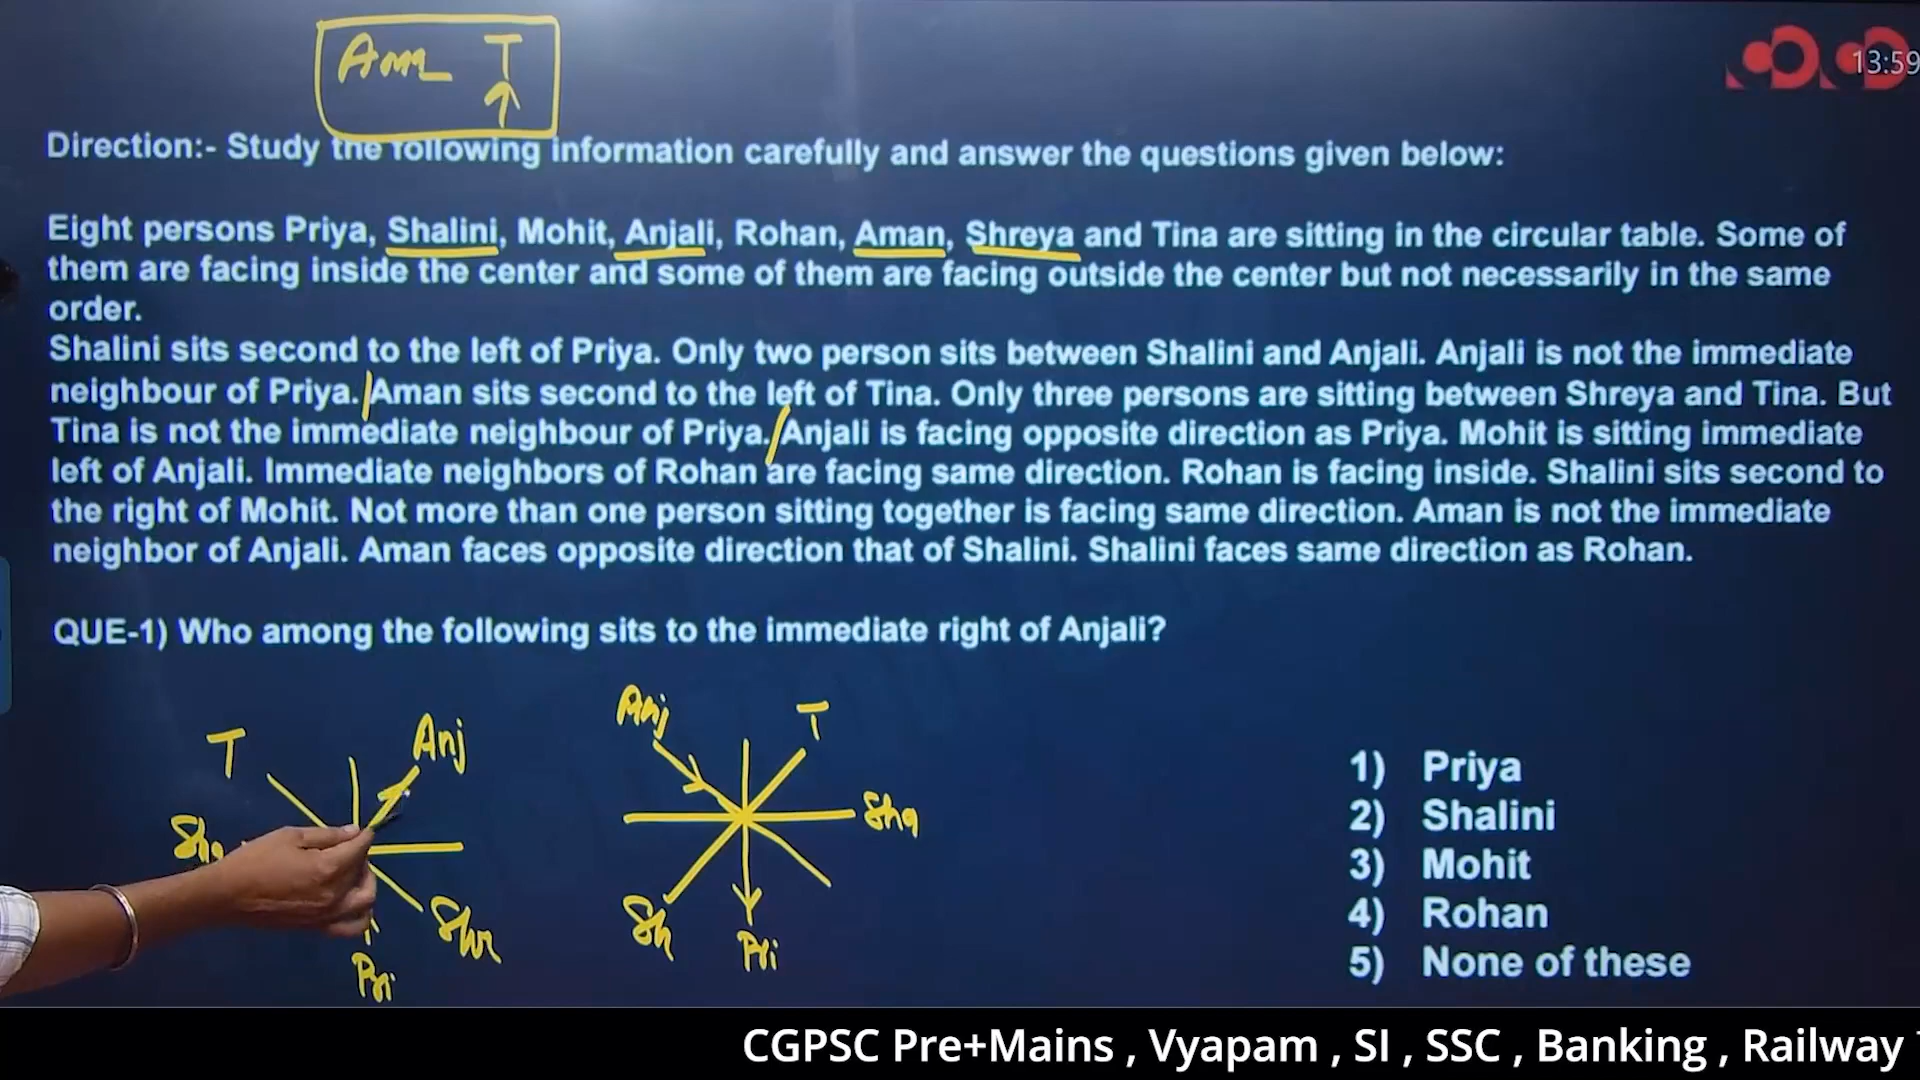 Am T
13:59
Direction:- Study the following information carefully and answer the questions given below:
Eight persons Priya, Shalini, Mohit, Anjali, Rohan, Aman, Shreya and Tina are sitting in the circular table. Some of
them are facing inside the center and some of them are facing outside the center but not necessarily in the same
order.
Shalini sits second to the left of Priya. Only two person sits between Shalini and Anjali. Anjali is not the immediate
neighbour of Priya. Aman sits second to the left of Tina. Only three persons are sitting between Shreya and Tina. But
Tina is not the immediate neighbour of Priya. Anjali is facing opposite direction as Priya. Mohit is sitting immediate
left of Anjali. Immediate neighbors of Rohan are facing same direction. Rohan is facing inside. Shalini sits second to
the right of Mohit. Not more than one person sitting together is facing same direction. Aman is not the immediate
neighbor of Anjali. Aman faces opposite direction that of Shalini. Shalini faces same direction as Rohan.
QUE-1) Who among the following sits to the immediate right of Anjali?
T Anj Anj T
Sha Sha
Shr Sh
Pri Pri
1) Priya
2) Shalini
3) Mohit
4) Rohan
5) None of these
CGPSC Pre+Mains , Vyapam , SI , SSC , Banking , Railway